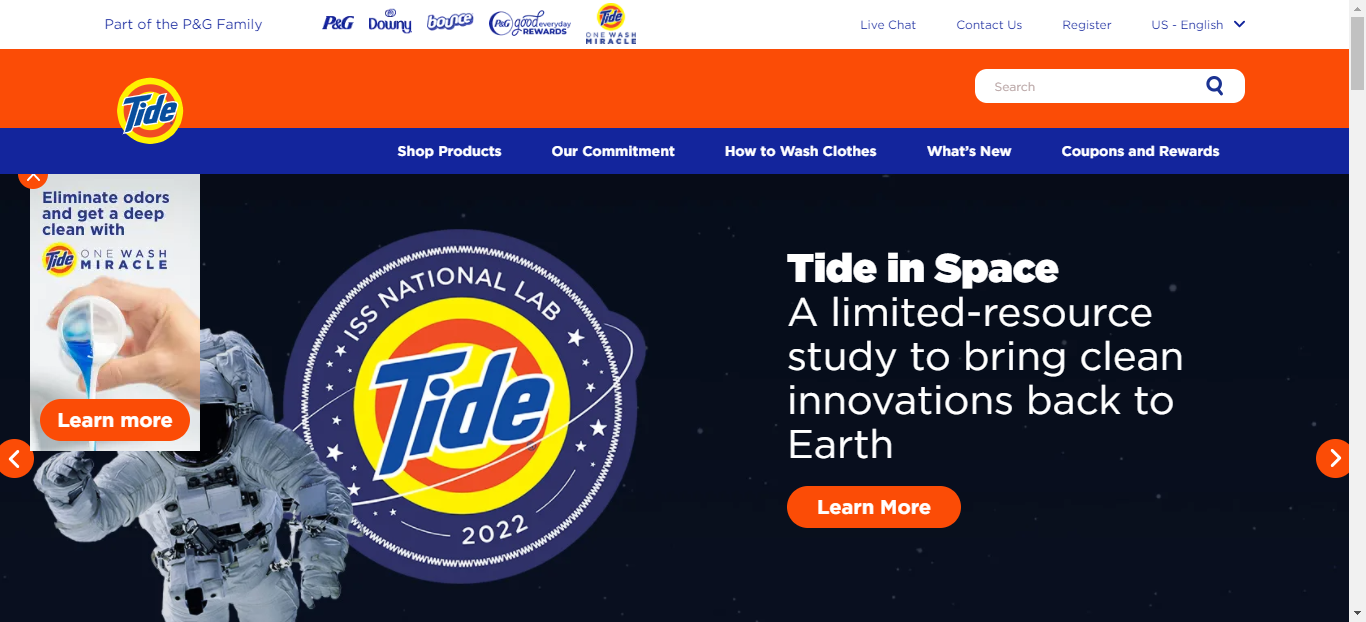 Part of the P&G Family
P&G
Downy
bounce
P&G good everyday
REWARDS
Tide
ONE WASH
MIRACLE
Live Chat
Contact Us
Register
US - English
Tide
Search
Shop Products
Our Commitment
How to Wash Clothes
What's New
Coupons and Rewards
Eliminate odors
and get a deep
clean with
Tide ONE WASH
MIRACLE
Learn more
ISS NATIONAL LAB
Tide
2022
Tide in Space
A limited-resource
study to bring clean
innovations back to
Earth
Learn More